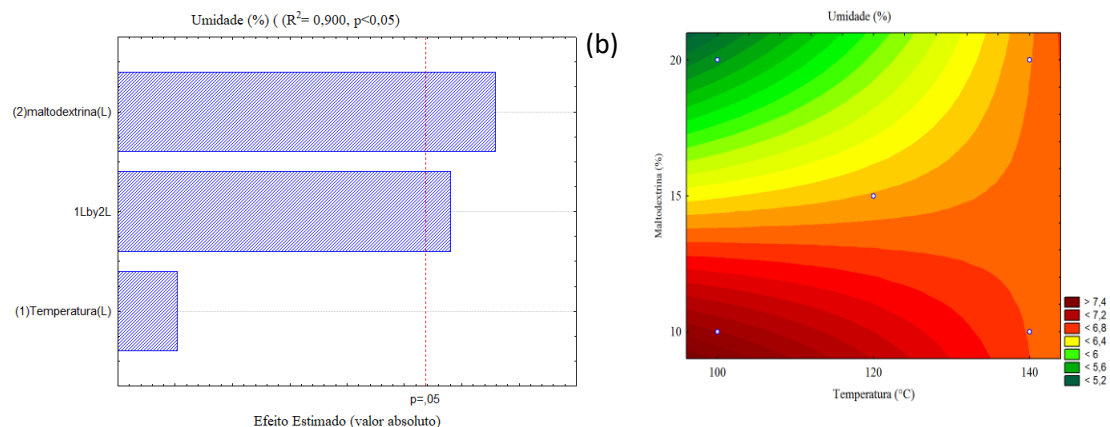 Umidade (%) ( (R²= 0,900, p<0,05)
(2)maltodextrina(L)
1Lby2L
(1)Temperatura(L)
p=,05
Efeito Estimado (valor absoluto)
(b)
Umidade (%)
20
15
10
Maltodextrina (%)
100
120
140
Temperatura (°C)
> 7,4
< 7,2
< 6,8
< 6,4
< 6
< 5,6
< 5,2